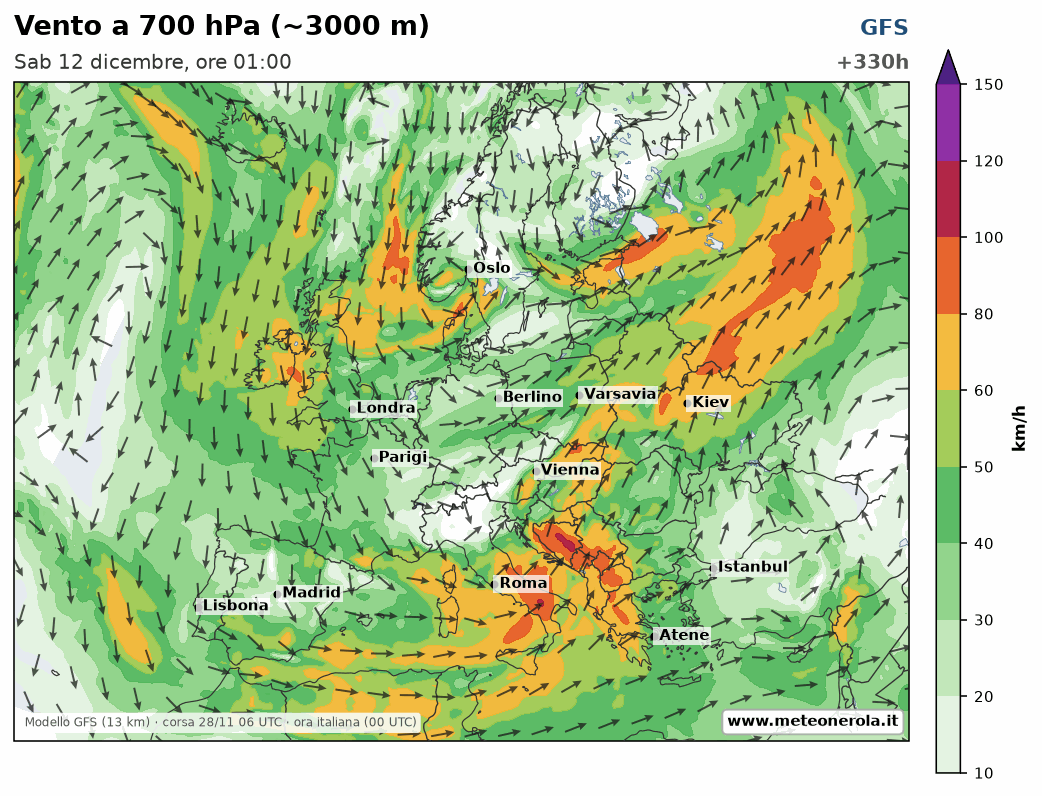 Vento a 700 hPa (~3000 m)
GFS
Sab 12 dicembre, ore 01:00
+330h
150
120
100
80
60
50
40
30
20
10
km/h
Oslo
Londra
Berlino
Varsavia
Kiev
Parigi
Vienna
Roma
Istanbul
Madrid
Lisbona
Atene
Modello GFS (13 km) · corsa 28/11 06 UTC · ora italiana (00 UTC)
www.meteonerola.it